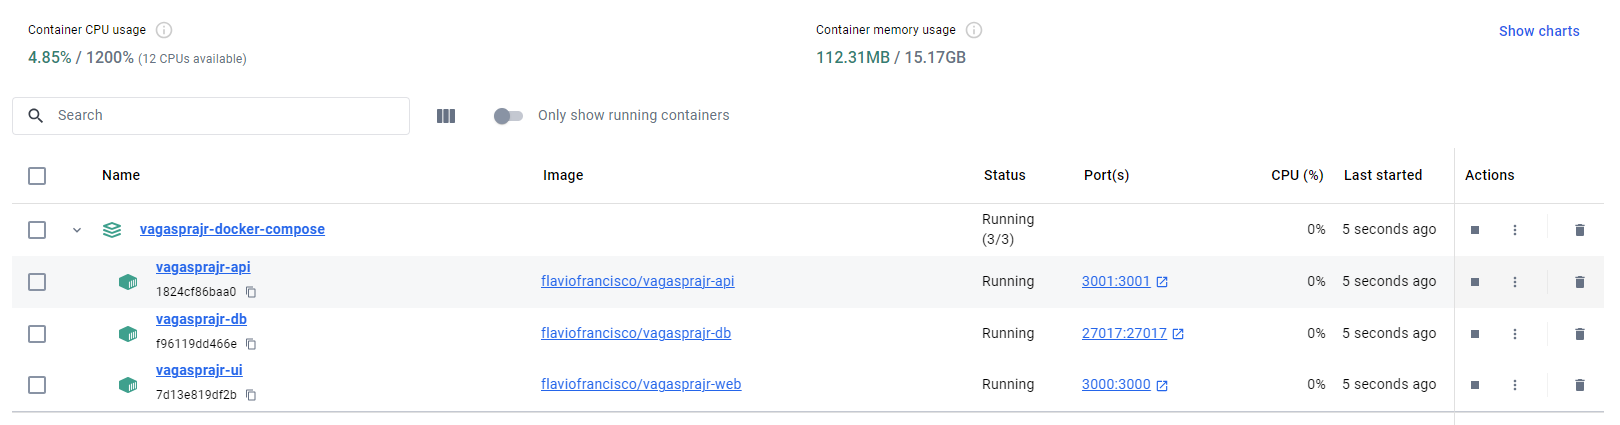 Container CPU usage
4.85% / 1200% (12 CPUs available)
Container memory usage
112.31MB / 15.17GB
Show charts
Search
Only show running containers
Name Image Status Port(s) CPU (%) Last started Actions
vagasprajr-docker-compose Running (3/3) 0% 5 seconds ago
vagasprajr-api flaviofrancisco/vagasprajr-api Running 3001:3001 0% 5 seconds ago
1824cf86baa0
vagasprajr-db flaviofrancisco/vagasprajr-db Running 27017:27017 0% 5 seconds ago
f96119dd466e
vagasprajr-ui flaviofrancisco/vagasprajr-web Running 3000:3000 0% 5 seconds ago
7d13e819df2b